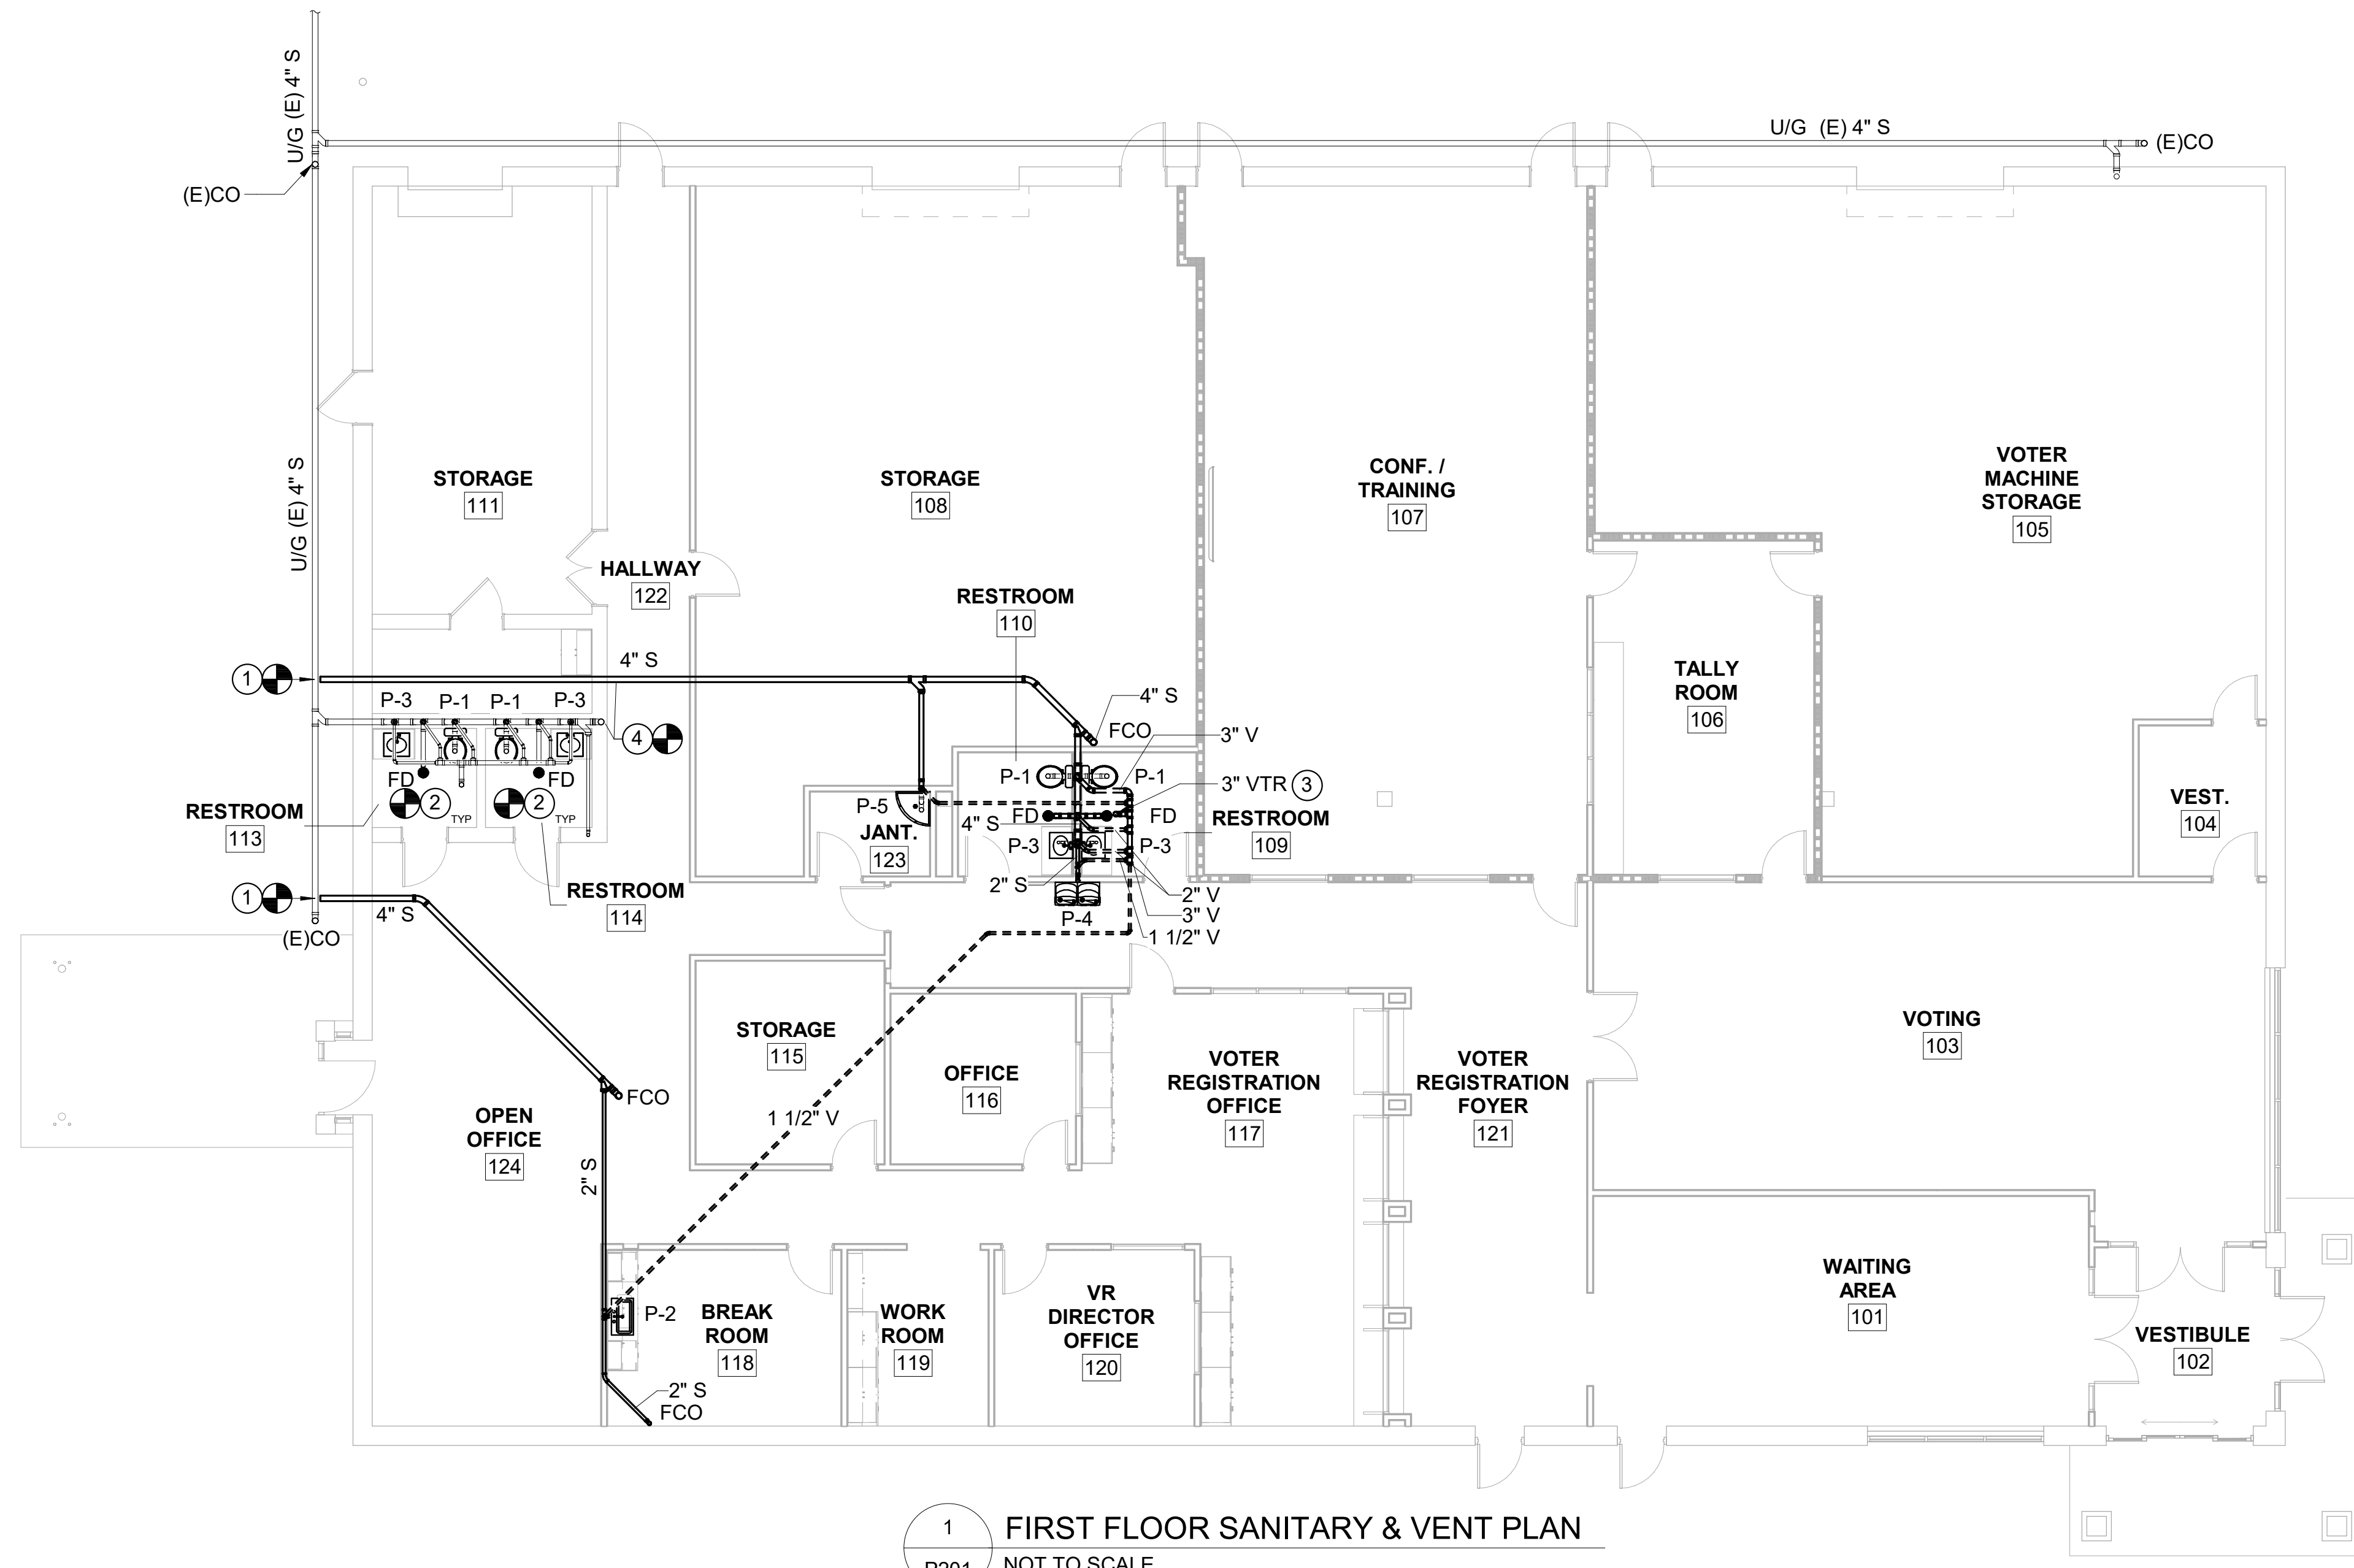 U/G (E) 4" S
U/G (E) 4" S
(E)CO
(E)CO
U/G (E) 4" S
STORAGE
111
STORAGE
108
CONF. /
TRAINING
107
VOTER
MACHINE
STORAGE
105
HALLWAY
122
RESTROOM
110
TALLY
ROOM
106
1
4" S
4" S
P-3
P-1
P-1
P-3
4
FCO
3" V
P-1
P-1
3" VTR
3
FD
FD
2
TYP
2
TYP
RESTROOM
113
P-5
JANT.
123
FD
FD
4" S
RESTROOM
109
P-3
P-3
VEST.
104
2" S
2" V
3" V
1 1/2" V
P-4
RESTROOM
114
1
4" S
(E)CO
STORAGE
115
OFFICE
116
VOTER
REGISTRATION
OFFICE
117
VOTER
REGISTRATION
FOYER
121
VOTING
103
FCO
OPEN
OFFICE
124
1 1/2" V
2" S
P-2
BREAK
ROOM
118
WORK
ROOM
119
VR
DIRECTOR
OFFICE
120
WAITING
AREA
101
VESTIBULE
102
2" S
FCO
1
FIRST FLOOR SANITARY & VENT PLAN
P201
NOT TO SCALE